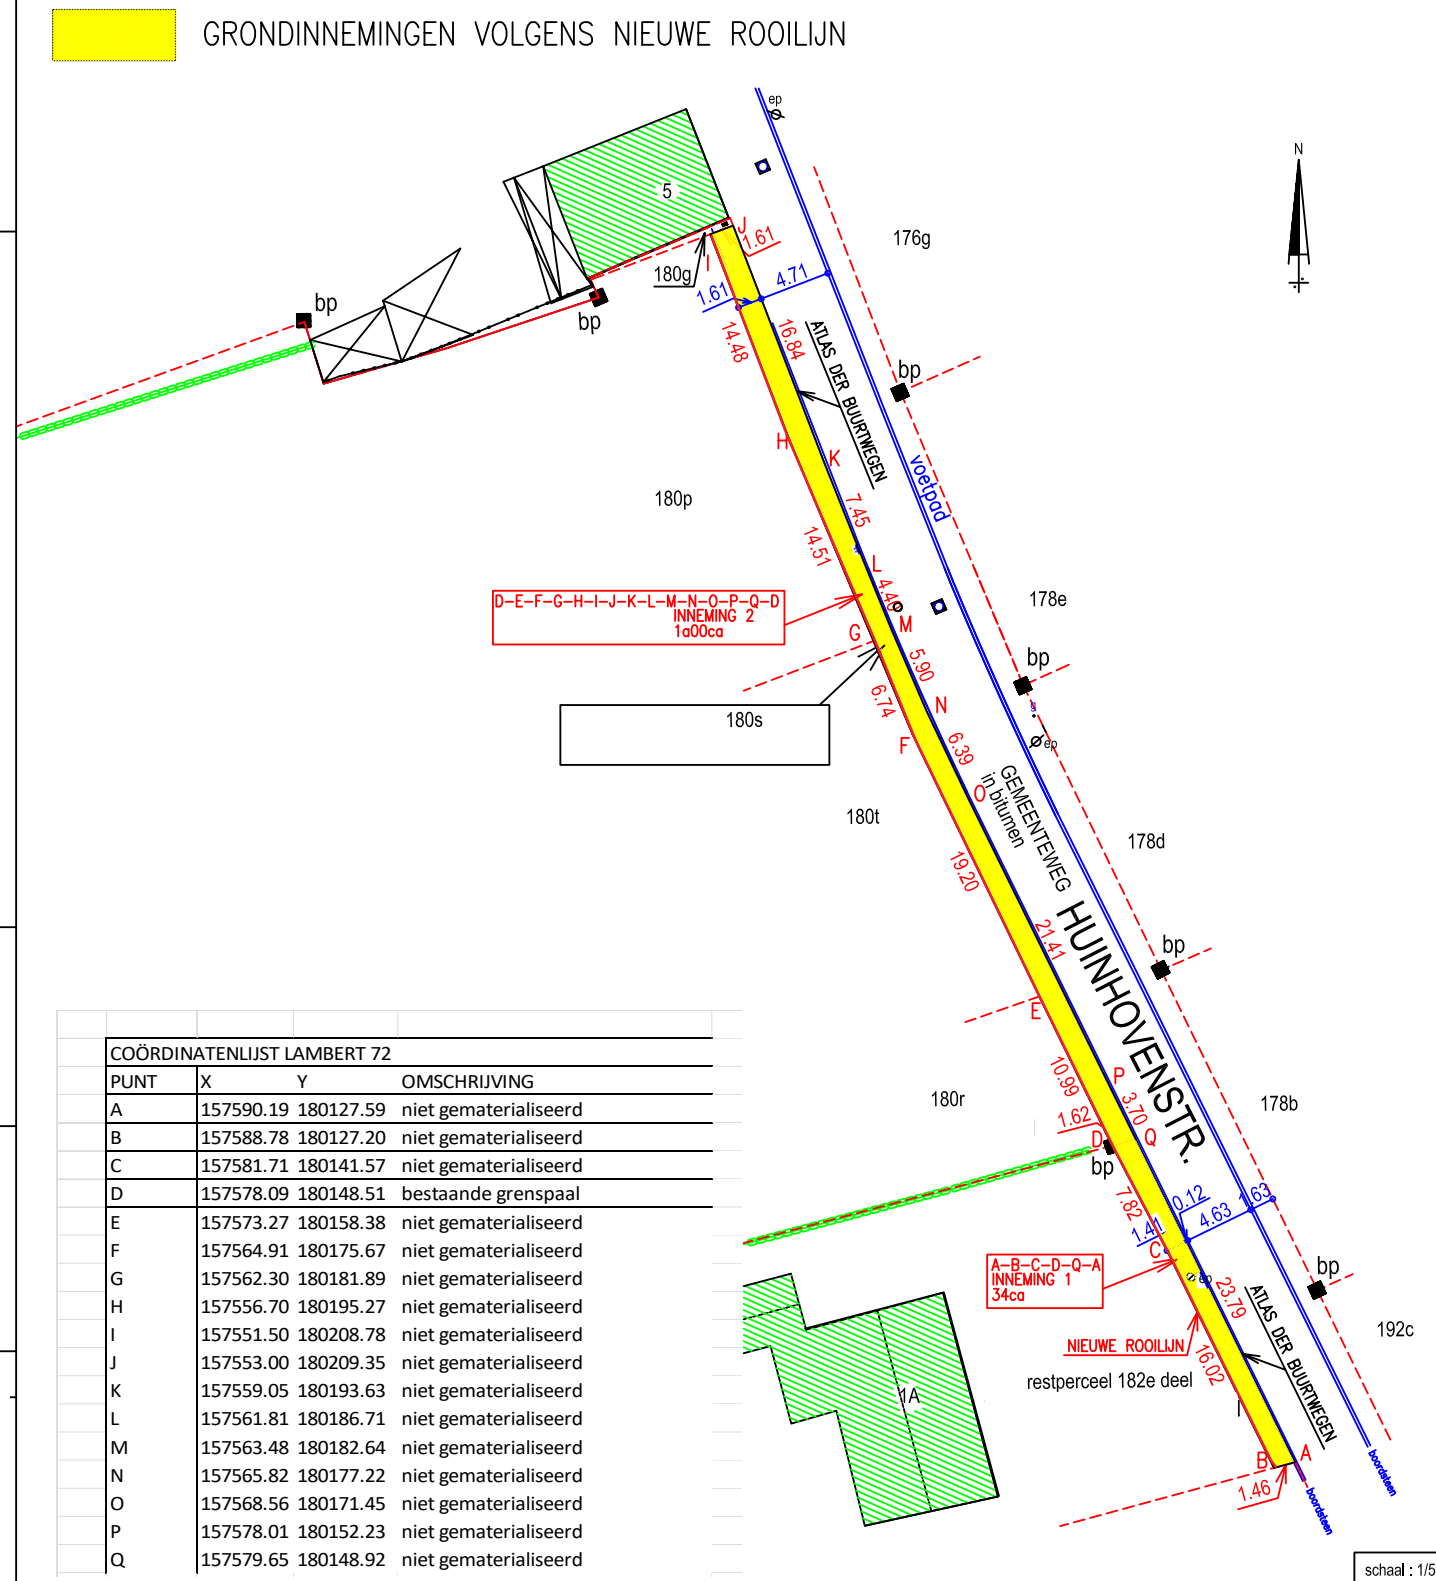 GRONDINNEMINGEN VOLGENS NIEUWE ROOILIJN
ep
N
5
J
1.61
176g
I
180g
4.71
1.61
bp
bp
14.48
16.84
ATLAS DER BUURTWEGEN
bp
H
K
voetpad
180p
7.45
14.51
L
4.40
D-E-F-G-H-I-J-K-L-M-N-O-P-Q-D
INNEMING 2
1a00ca
178e
M
G
5.90
bp
6.74
180s
N
F
ep
6.39
GEMEENTEWEG
in bitumen
O
180t
178d
19.20
HUINHOVENSTR.
21.41
bp
E
10.99
P
3.70
180r
178b
1.62
D
Q
bp
7.82
0.12
1.63
1.41
4.63
C
A-B-C-D-Q-A
INNEMING 1
34ca
ep
bp
23.79
ATLAS DER BUURTWEGEN
192c
NIEUWE ROOILIJN
16.02
restperceel 182e deel
1A
B
A
1.46
boordsteen
boordsteen
COÖRDINATENLIJST LAMBERT 72
PUNT X Y OMSCHRIJVING
A 157590.19 180127.59 niet gematerialiseerd
B 157588.78 180127.20 niet gematerialiseerd
C 157581.71 180141.57 niet gematerialiseerd
D 157578.09 180148.51 bestaande grenspaal
E 157573.27 180158.38 niet gematerialiseerd
F 157564.91 180175.67 niet gematerialiseerd
G 157562.30 180181.89 niet gematerialiseerd
H 157556.70 180195.27 niet gematerialiseerd
I 157551.50 180208.78 niet gematerialiseerd
J 157553.00 180209.35 niet gematerialiseerd
K 157559.05 180193.63 niet gematerialiseerd
L 157561.81 180186.71 niet gematerialiseerd
M 157563.48 180182.64 niet gematerialiseerd
N 157565.82 180177.22 niet gematerialiseerd
O 157568.56 180171.45 niet gematerialiseerd
P 157578.01 180152.23 niet gematerialiseerd
Q 157579.65 180148.92 niet gematerialiseerd
schaal : 1/5